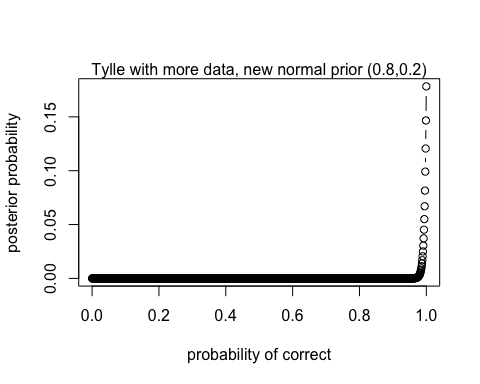 Tylle with more data, new normal prior (0.8,0.2)
posterior probability
0.15
0.10
0.05
0.00
0.0 0.2 0.4 0.6 0.8 1.0
probability of correct